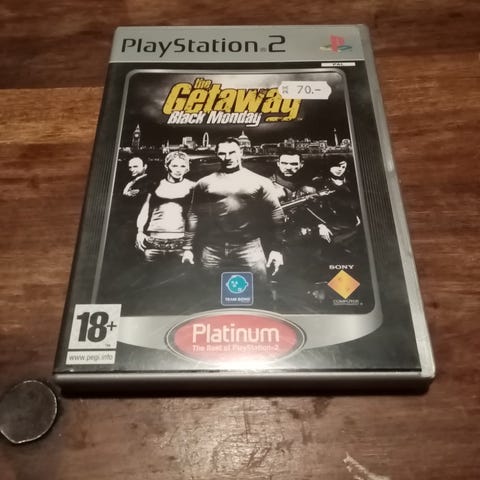 PlayStation®2
PAL
the
Getaway
70.-
Black Monday
TEAM SOHO
SONY
COMPUTER
18+
www.pegi.info
Platinum
The Best of PlayStation®2